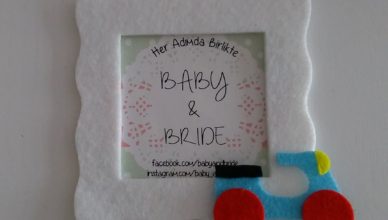 Her Adımda Birlikte
BABY
&
BRIDE
facebook.com/babyandbride